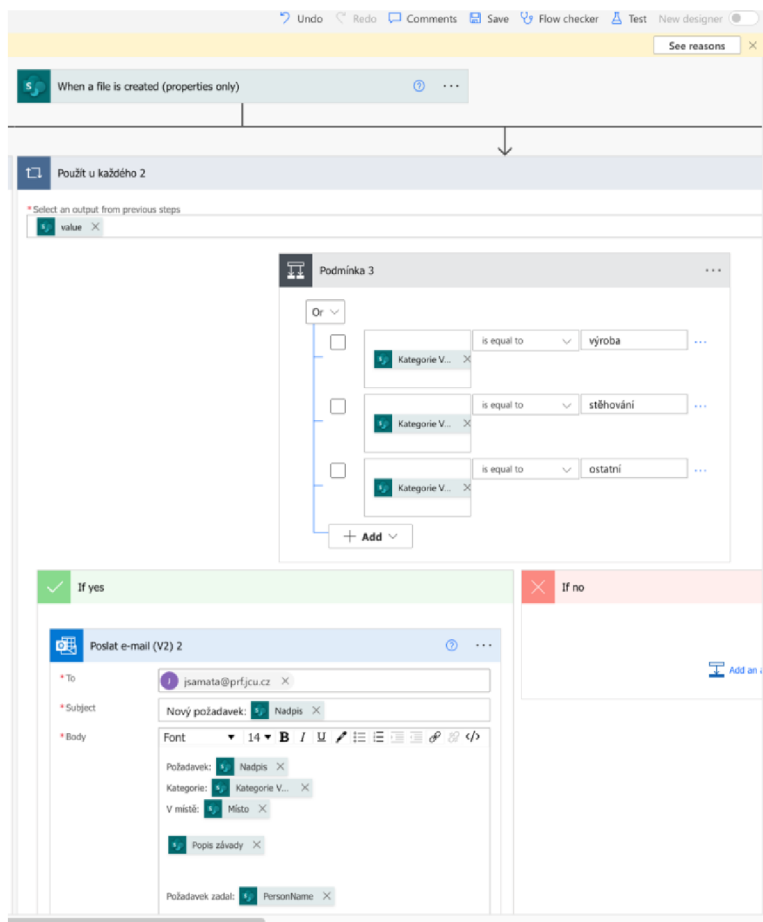 Undo Redo Comments Save Flow checker Test New designer
See reasons
When a file is created (properties only)
Použít u každého 2
*Select an output from previous steps
value
Podmínka 3
Or
Kategorie V... is equal to výroba
Kategorie V... is equal to stěhování
Kategorie V... is equal to ostatní
Add
If yes
If no
Poslat e-mail (V2) 2
Add an a
*To jsamata@prf.jcu.cz
*Subject Nový požadavek: Nadpis
*Body Font 14 B I U
Požadavek: Nadpis
Kategorie: Kategorie V...
V místě: Místo
Popis závady
Požadavek zadal: PersonName